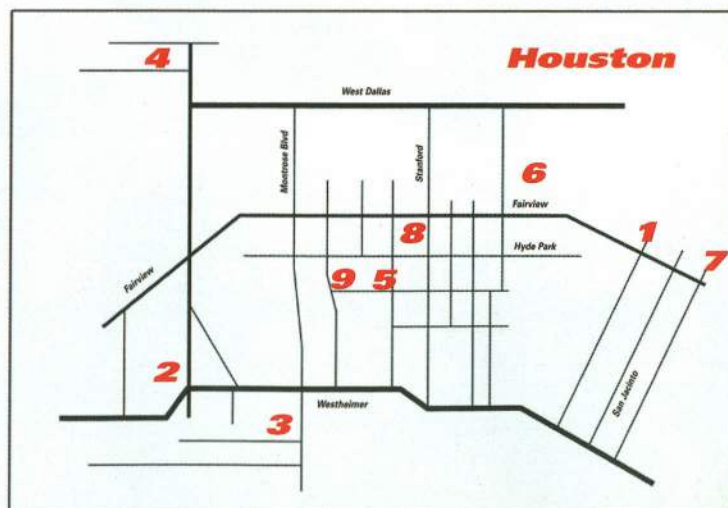 4
Houston
West Dallas
Montrose Blvd
Stanford
6
Fairview
8
1
Hyde Park
7
9
5
Fairview
2
San Jacinto
Westheimer
3